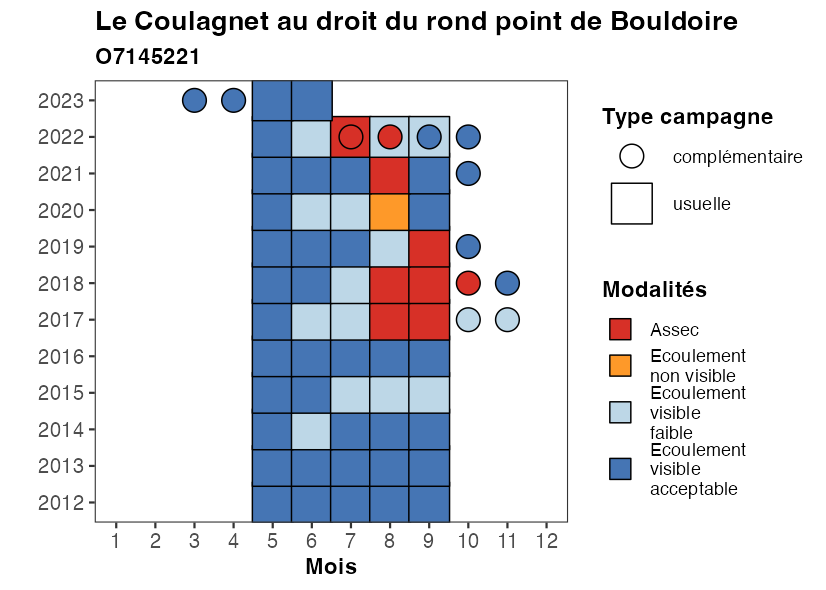 Le Coulagnet au droit du rond point de Bouldoire
O7145221
2023
2022
2021
2020
2019
2018
2017
2016
2015
2014
2013
2012
1 2 3 4 5 6 7 8 9 10 11 12
Mois
Type campagne
complémentaire
usuelle
Modalités
Assec
Ecoulement
non visible
Ecoulement
visible
faible
Ecoulement
visible
acceptable